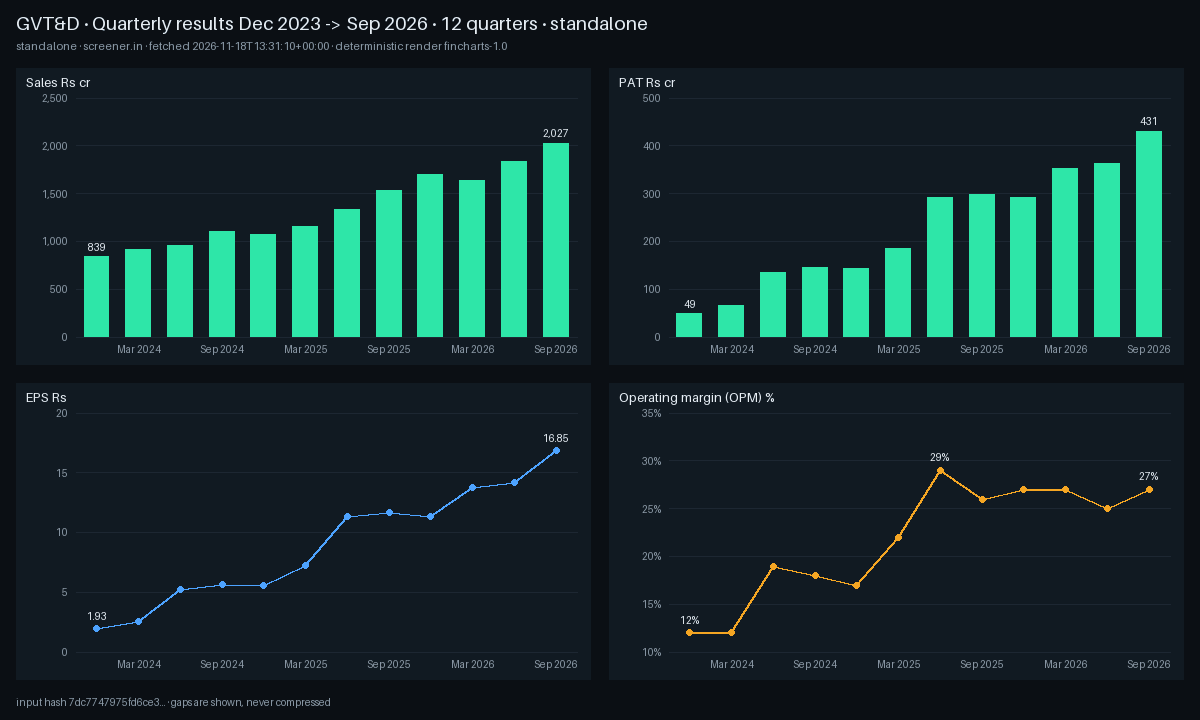 GVT&D · Quarterly results Dec 2023 -> Sep 2026 · 12 quarters · standalone
standalone · screener.in · fetched 2026-11-18T13:31:10+00:00 · deterministic render fincharts-1.0
Sales Rs cr
2,500
2,000
1,500
1,000
500
0
839
2,027
Mar 2024
Sep 2024
Mar 2025
Sep 2025
Mar 2026
Sep 2026
PAT Rs cr
500
400
300
200
100
0
49
431
Mar 2024
Sep 2024
Mar 2025
Sep 2025
Mar 2026
Sep 2026
EPS Rs
20
15
10
5
0
1.93
16.85
Mar 2024
Sep 2024
Mar 2025
Sep 2025
Mar 2026
Sep 2026
Operating margin (OPM) %
35%
30%
25%
20%
15%
10%
12%
29%
27%
Mar 2024
Sep 2024
Mar 2025
Sep 2025
Mar 2026
Sep 2026
input hash 7dc7747975fd6ce3… · gaps are shown, never compressed